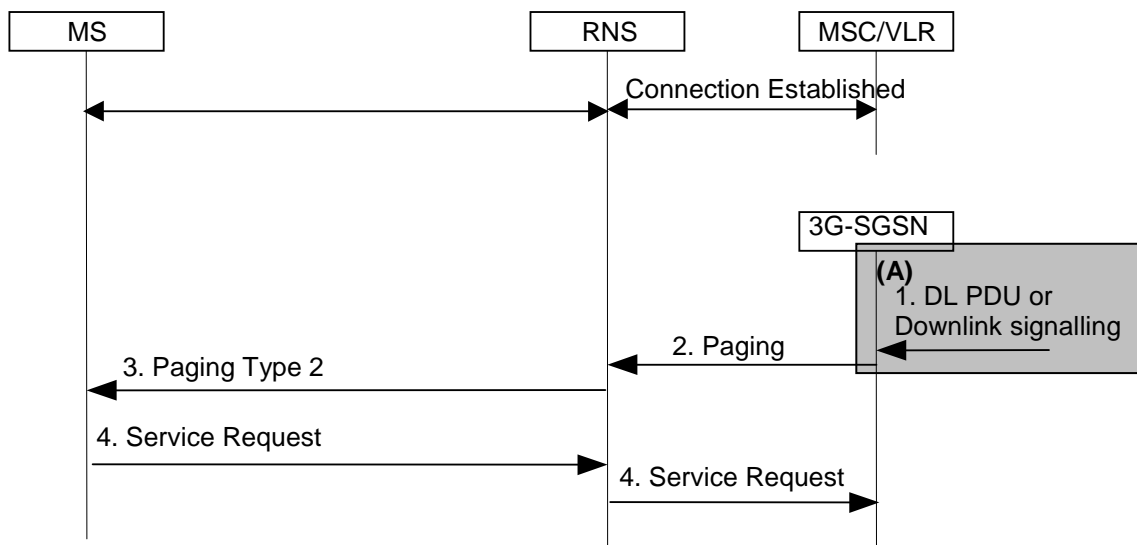 MS
RNS
MSC/VLR
Connection Established
3G-SGSN
(A)
1. DL PDU or
Downlink signalling
2. Paging
3. Paging Type 2
4. Service Request
4. Service Request